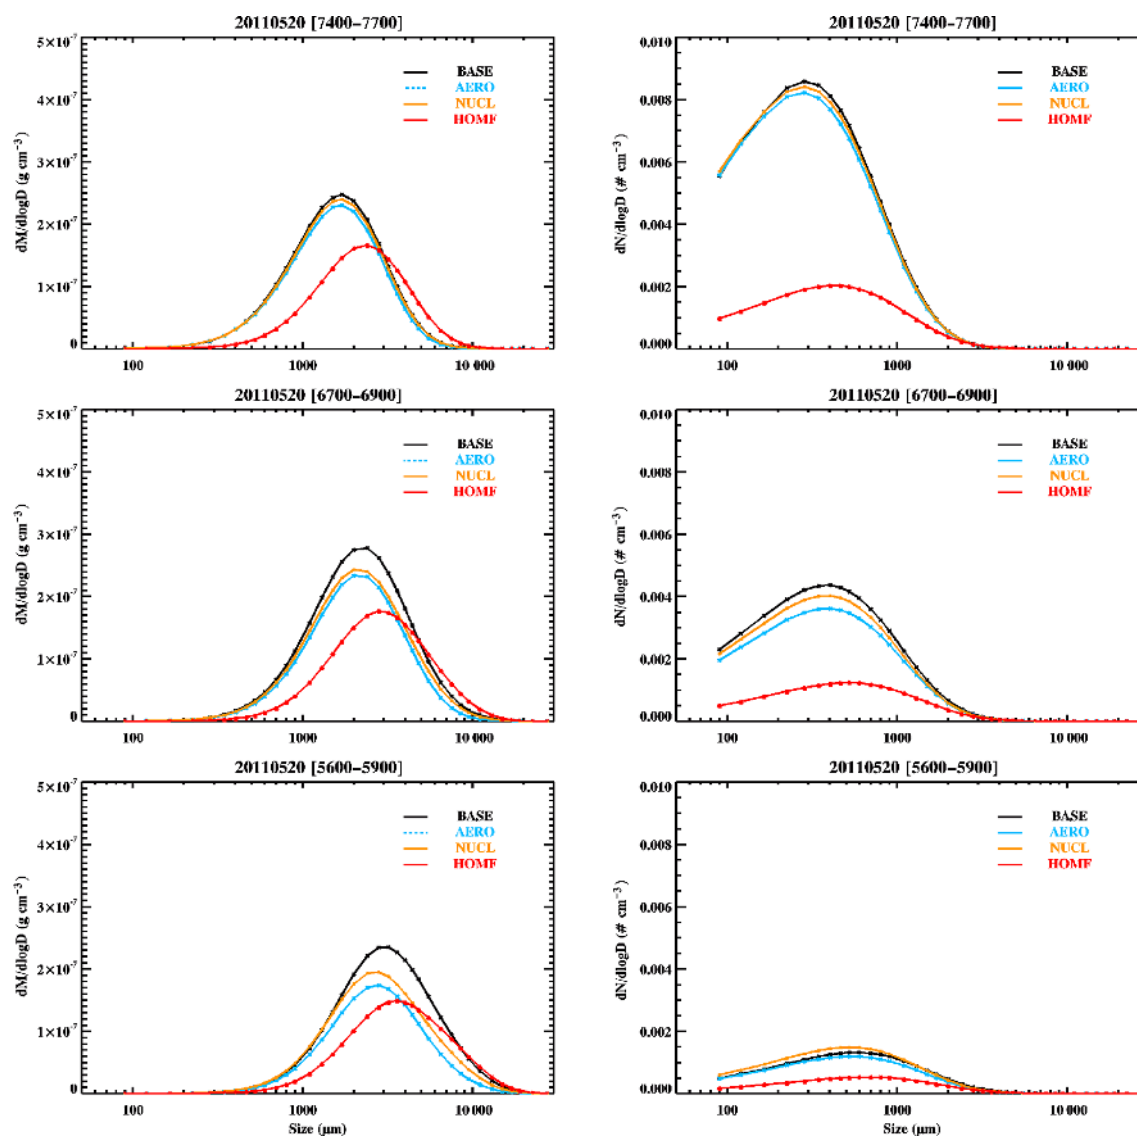 20110520 [7400-7700]
5×10⁻⁷
4×10⁻⁷
3×10⁻⁷
2×10⁻⁷
1×10⁻⁷
0
dM/dlogD (g cm⁻³)
BASE
AERO
NUCL
HOMF
100 1000 10 000
20110520 [7400-7700]
0.010
0.008
0.006
0.004
0.002
0.000
dN/dlogD (# cm⁻³)
BASE
AERO
NUCL
HOMF
100 1000 10 000
20110520 [6700-6900]
5×10⁻⁷
4×10⁻⁷
3×10⁻⁷
2×10⁻⁷
1×10⁻⁷
0
dM/dlogD (g cm⁻³)
BASE
AERO
NUCL
HOMF
100 1000 10 000
20110520 [6700-6900]
0.010
0.008
0.006
0.004
0.002
0.000
dN/dlogD (# cm⁻³)
BASE
AERO
NUCL
HOMF
100 1000 10 000
20110520 [5600-5900]
5×10⁻⁷
4×10⁻⁷
3×10⁻⁷
2×10⁻⁷
1×10⁻⁷
0
dM/dlogD (g cm⁻³)
BASE
AERO
NUCL
HOMF
100 1000 10 000
Size (μm)
20110520 [5600-5900]
0.010
0.008
0.006
0.004
0.002
0.000
dN/dlogD (# cm⁻³)
BASE
AERO
NUCL
HOMF
100 1000 10 000
Size (μm)